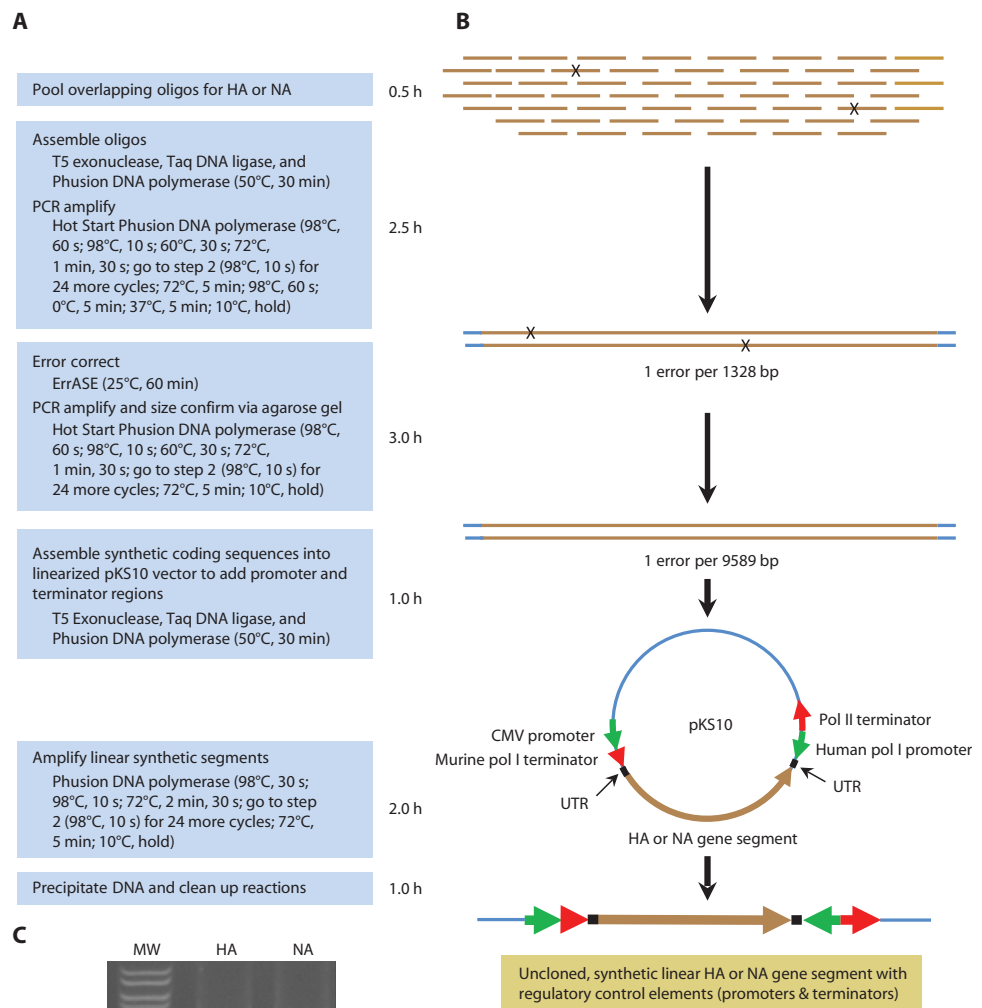 A
Pool overlapping oligos for HA or NA
0.5 h
Assemble oligos
T5 exonuclease, Taq DNA ligase, and
Phusion DNA polymerase (50°C, 30 min)
PCR amplify
Hot Start Phusion DNA polymerase (98°C,
60 s; 98°C, 10 s; 60°C, 30 s; 72°C,
1 min, 30 s; go to step 2 (98°C, 10 s) for
24 more cycles; 72°C, 5 min; 98°C, 60 s;
0°C, 5 min; 37°C, 5 min; 10°C, hold)
2.5 h
Error correct
ErrASE (25°C, 60 min)
PCR amplify and size confirm via agarose gel
Hot Start Phusion DNA polymerase (98°C,
60 s; 98°C, 10 s; 60°C, 30 s; 72°C,
1 min, 30 s; go to step 2 (98°C, 10 s) for
24 more cycles; 72°C, 5 min; 10°C, hold)
3.0 h
Assemble synthetic coding sequences into
linearized pKS10 vector to add promoter and
terminator regions
T5 Exonuclease, Taq DNA ligase, and
Phusion DNA polymerase (50°C, 30 min)
1.0 h
Amplify linear synthetic segments
Phusion DNA polymerase (98°C, 30 s;
98°C, 10 s; 72°C, 2 min, 30 s; go to step
2 (98°C, 10 s) for 24 more cycles; 72°C,
5 min; 10°C, hold)
2.0 h
Precipitate DNA and clean up reactions
1.0 h
B
X
X
X
X
1 error per 1328 bp
1 error per 9589 bp
pKS10
CMV promoter
Murine pol I terminator
UTR
Pol II terminator
Human pol I promoter
UTR
HA or NA gene segment
Uncloned, synthetic linear HA or NA gene segment with
regulatory control elements (promoters & terminators)
C
MW HA NA